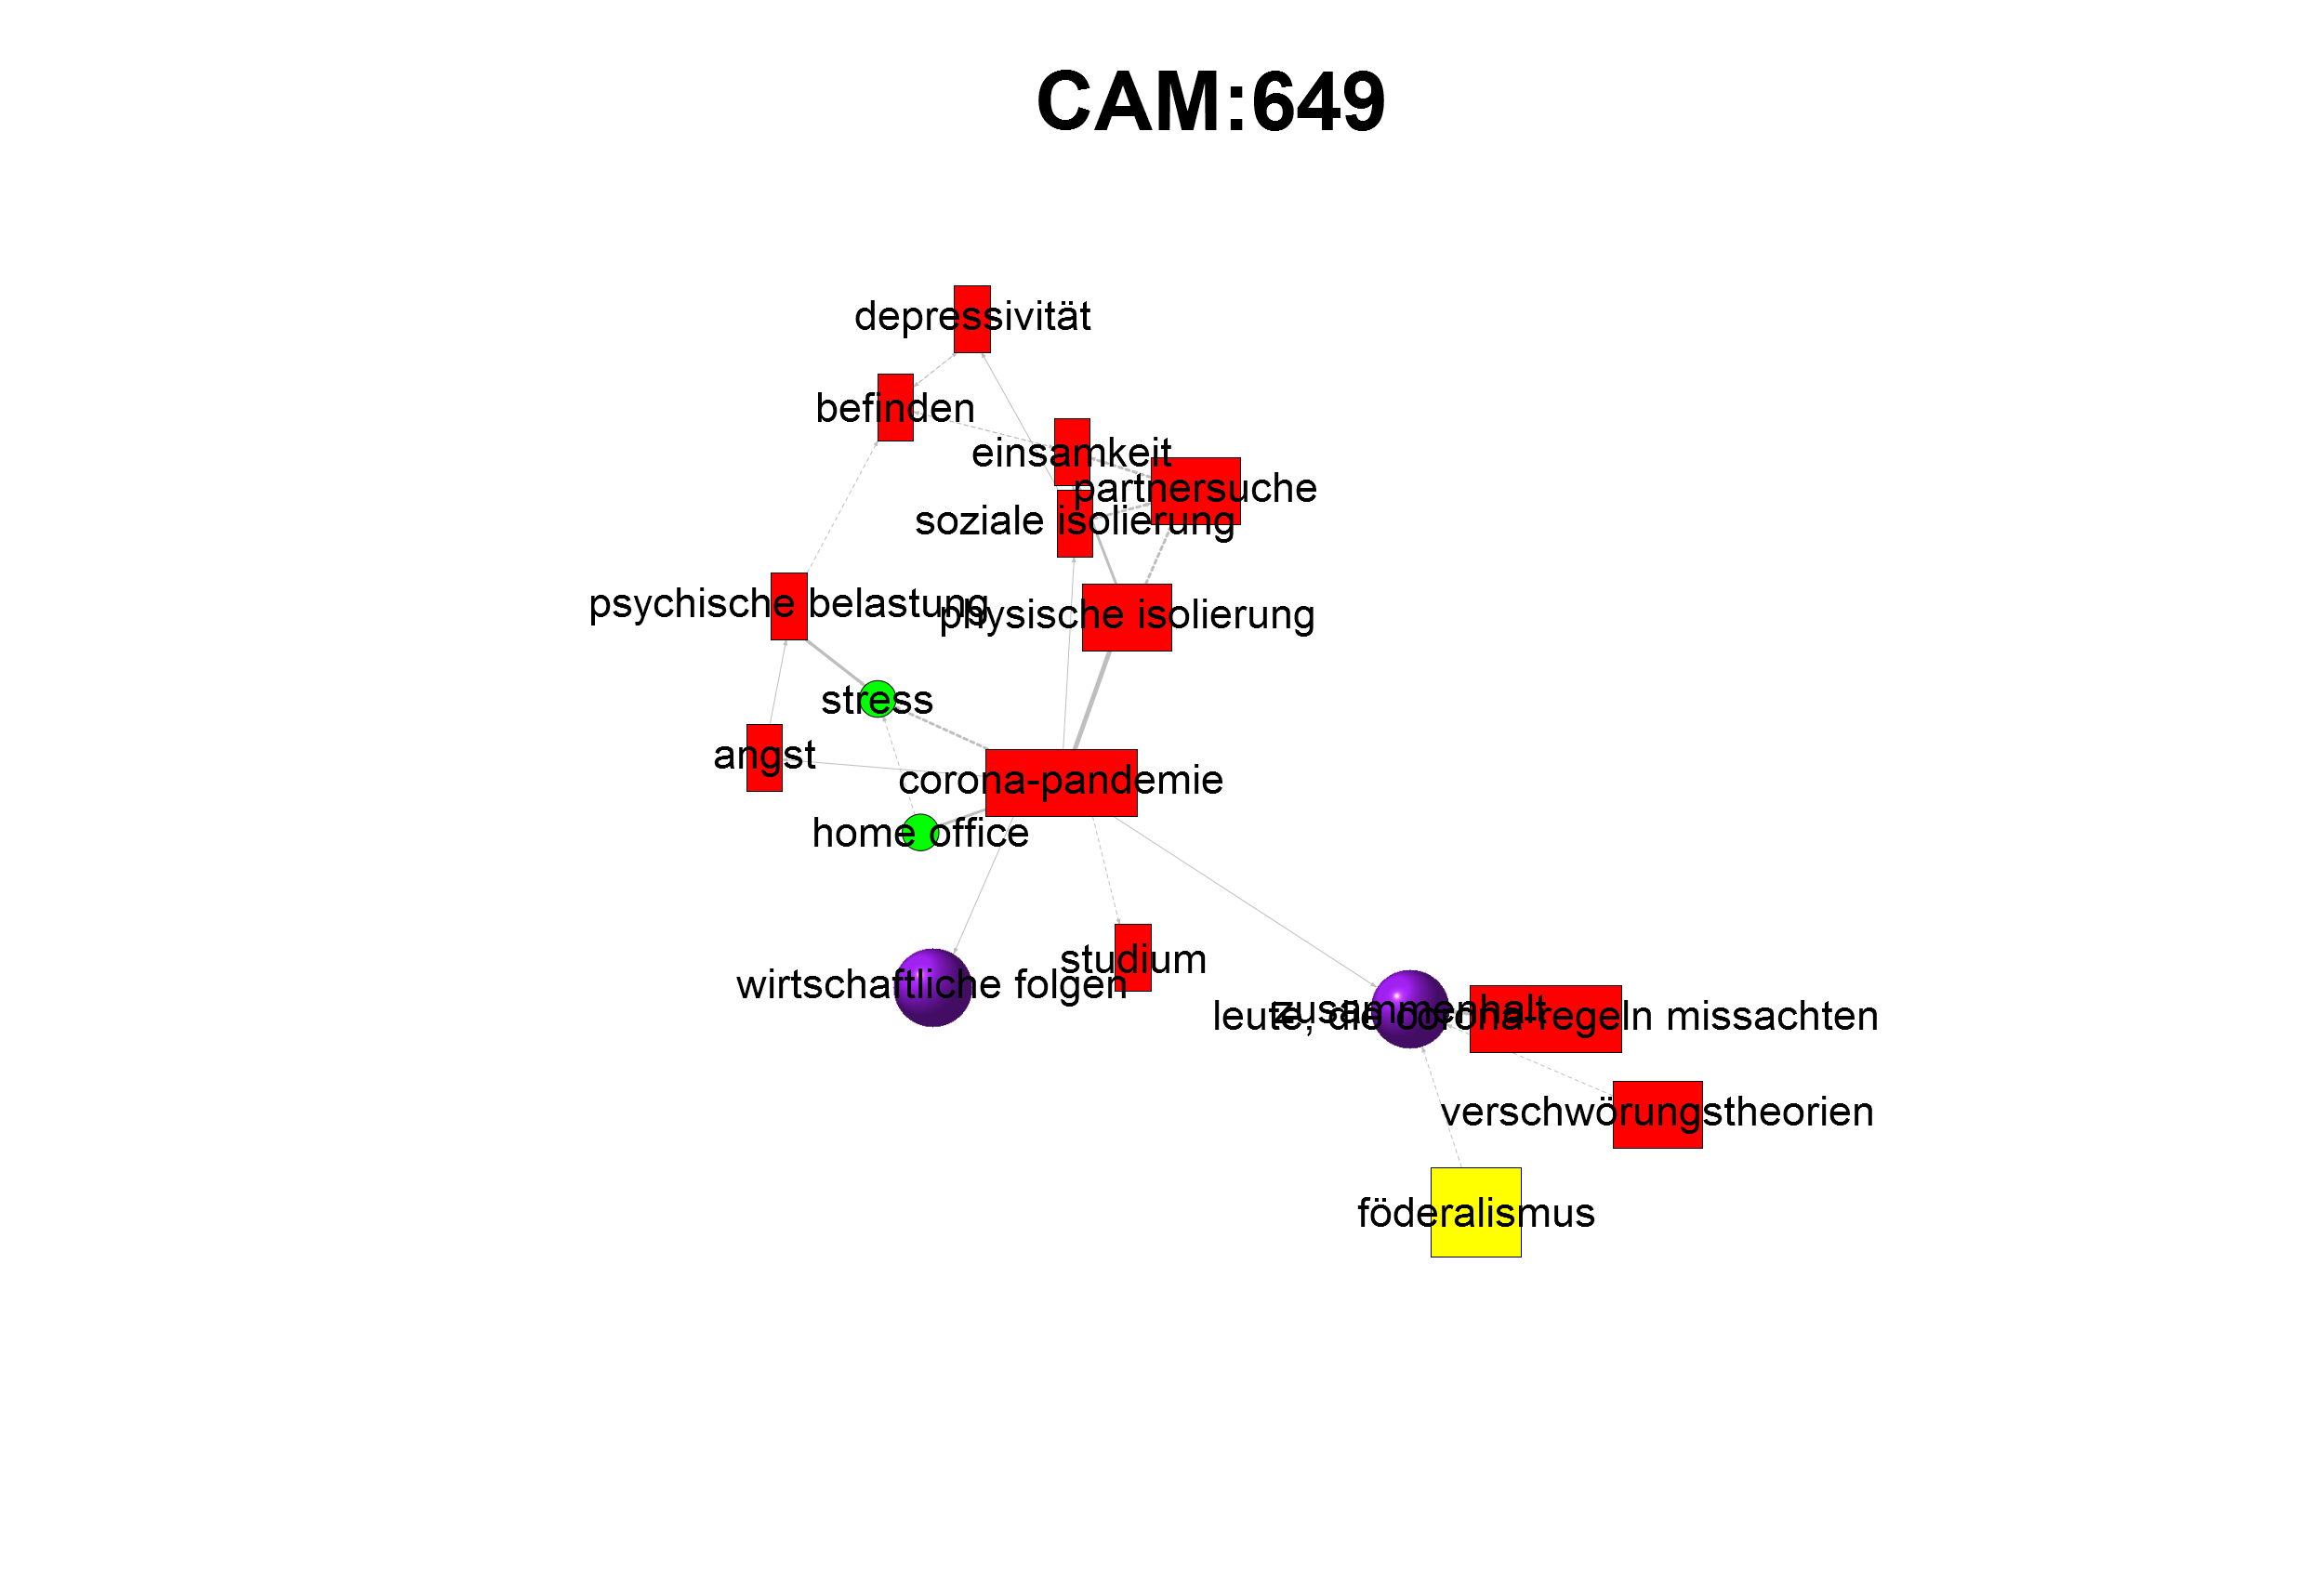 CAM:649
depressivität
befinden
einsamkeit
partnersuche
soziale isolierung
psychische belastung
physische isolierung
stress
angst
corona-pandemie
home office
studium
wirtschaftliche folgen
zusammenhalt
leute, die corona-regeln missachten
verschwörungstheorien
föderalismus